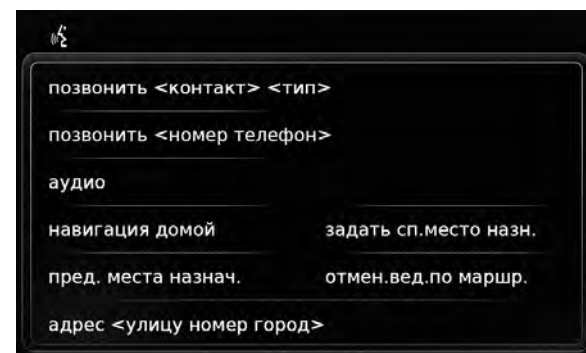 позвонить <контакт> <тип>
позвонить <номер телефон>
аудио
навигация домой
задать сп.место назн.
пред. места назнач.
отмен.вед.по маршр.
адрес <улицу номер город>